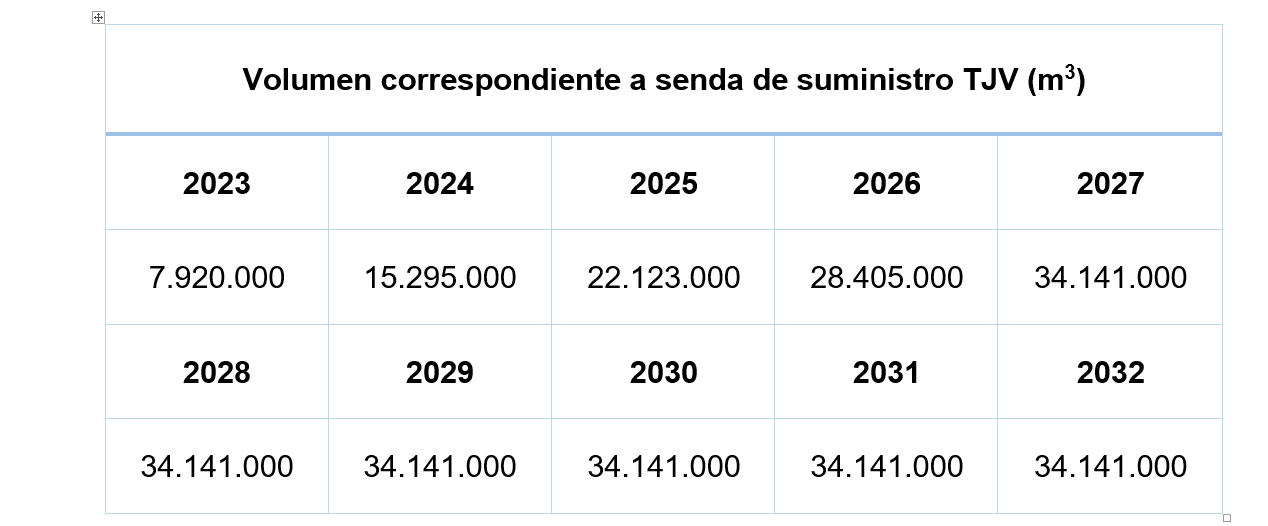 Volumen correspondiente a senda de suministro TJV (m³)
2023 2024 2025 2026 2027
7.920.000 15.295.000 22.123.000 28.405.000 34.141.000
2028 2029 2030 2031 2032
34.141.000 34.141.000 34.141.000 34.141.000 34.141.000